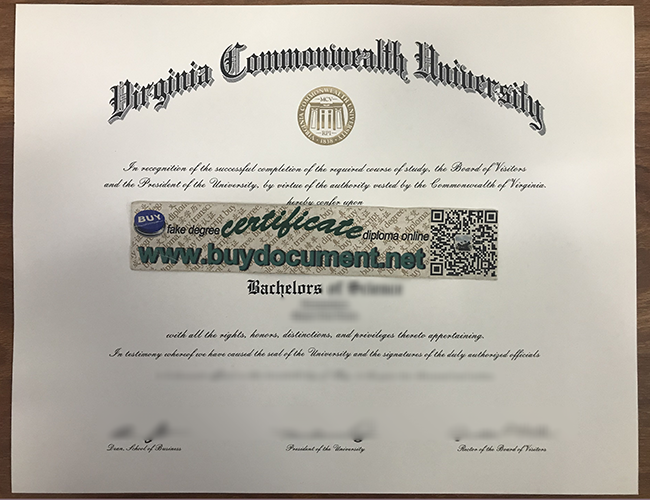 Virginia Commonwealth University
VIRGINIA COMMONWEALTH UNIVERSITY
MCV
RPI
1838
In recognition of the successful completion of the required course of study, the Board of Visitors
and the President of the University, by virtue of the authority vested by the Commonwealth of Virginia,
hereby confer upon
BUY fake degree certificate diploma online
www.buydocument.net
Bachelors of Science
with all the rights, honors, distinctions, and privileges thereto appertaining.
In testimony whereof we have caused the seal of the University and the signatures of the duly authorized officials
Dean, School of Business President of the University Rector of the Board of Visitors